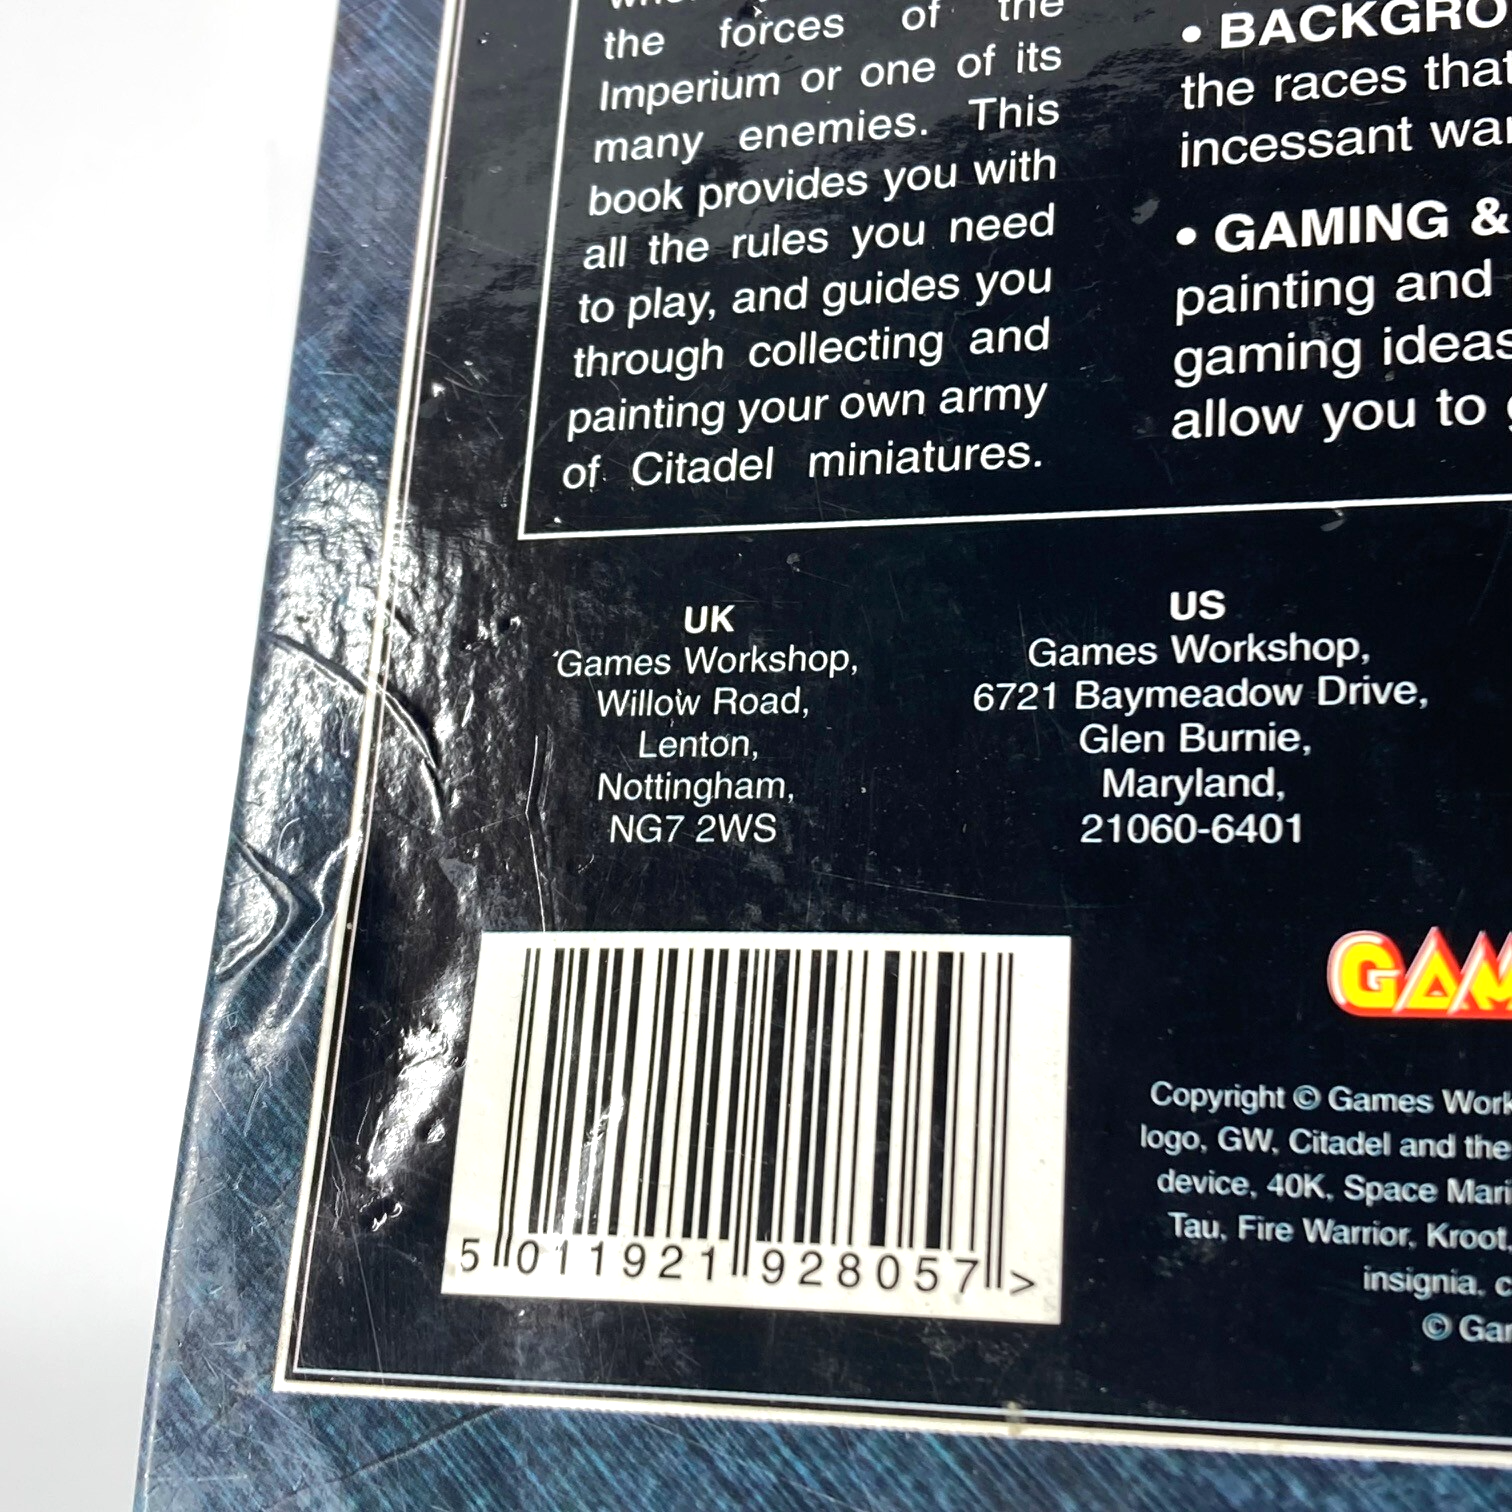 the forces of the
Imperium or one of its
many enemies. This
book provides you with
all the rules you need
to play, and guides you
through collecting and
painting your own army
of Citadel miniatures.
• BACKGRO
the races that
incessant war
• GAMING &
painting and
gaming ideas
allow you to
UK
Games Workshop,
Willow Road,
Lenton,
Nottingham,
NG7 2WS
US
Games Workshop,
6721 Baymeadow Drive,
Glen Burnie,
Maryland,
21060-6401
5 011921 928057 >
GAM
Copyright © Games Work
logo, GW, Citadel and the
device, 40K, Space Mari
Tau, Fire Warrior, Kroot,
insignia, c
© Gam